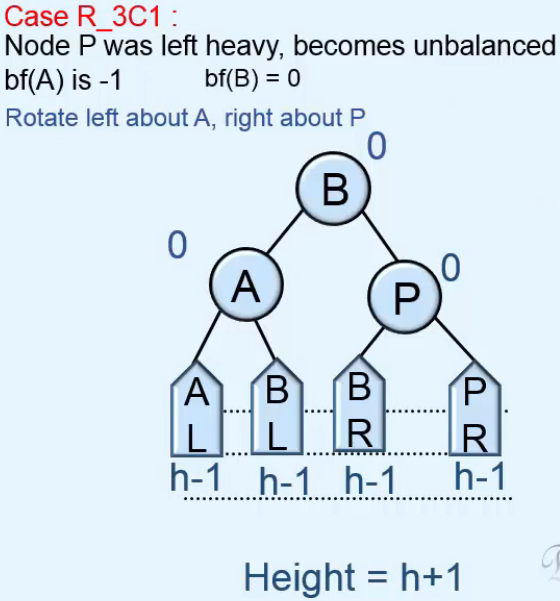 Case R_3C1 :
Node P was left heavy, becomes unbalanced
bf(A) is -1 bf(B) = 0
Rotate left about A, right about P
0
B
0
0
A
P
A B B P
L L R R
h-1 h-1 h-1 h-1
Height = h+1